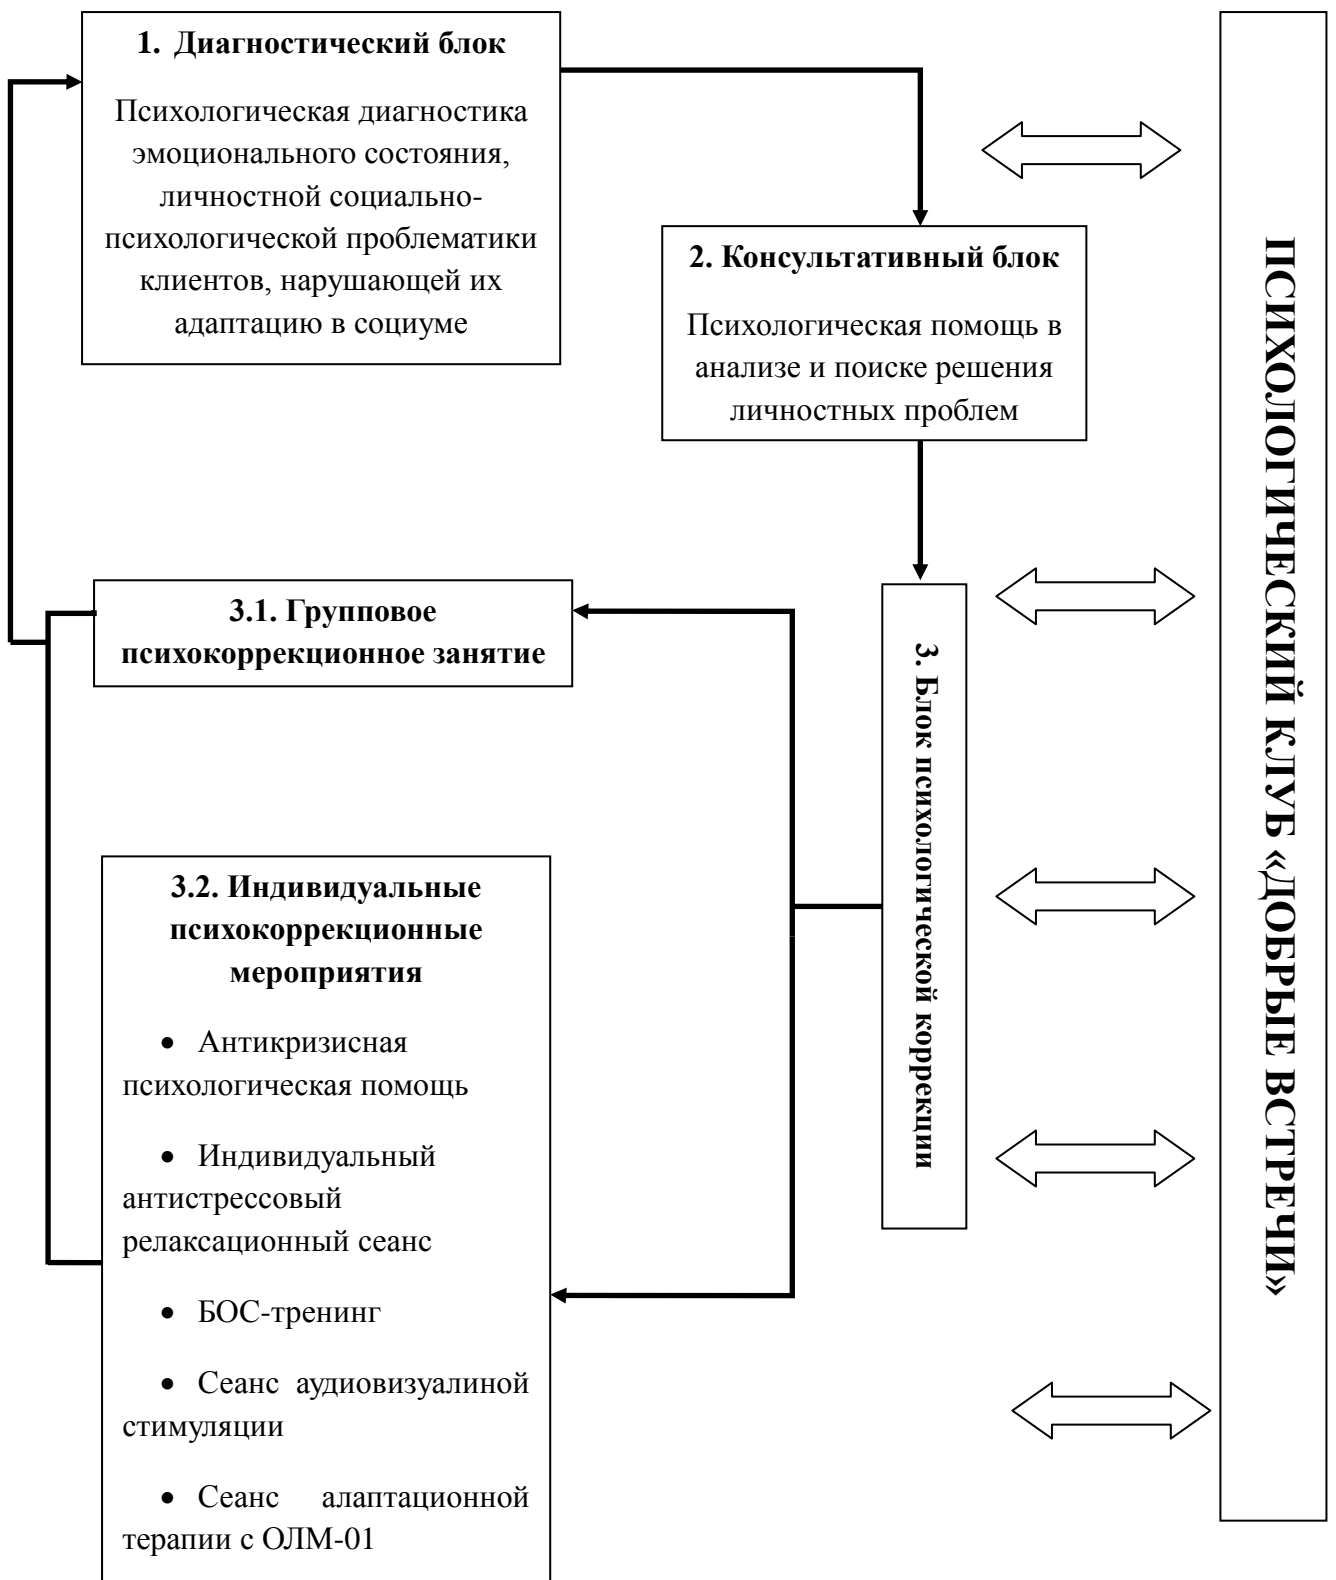 1. Диагностический блок
Психологическая диагностика
эмоционального состояния,
личностной социально-
психологической проблематики
клиентов, нарушающей их
адаптацию в социуме
2. Консультативный блок
Психологическая помощь в
анализе и поиске решения
личностных проблем
3. Блок психологической коррекции
3.1. Групповое
психокоррекционное занятие
3.2. Индивидуальные
психокоррекционные
мероприятия
• Антикризисная
психологическая помощь
• Индивидуальный
антистрессовый
релаксационный сеанс
• БОС-тренинг
• Сеанс аудиовизуалиной
стимуляции
• Сеанс алаптационной
терапии с ОЛМ-01
ПСИХОЛОГИЧЕСКИЙ КЛУБ «ДОБРЫЕ ВСТРЕЧИ»